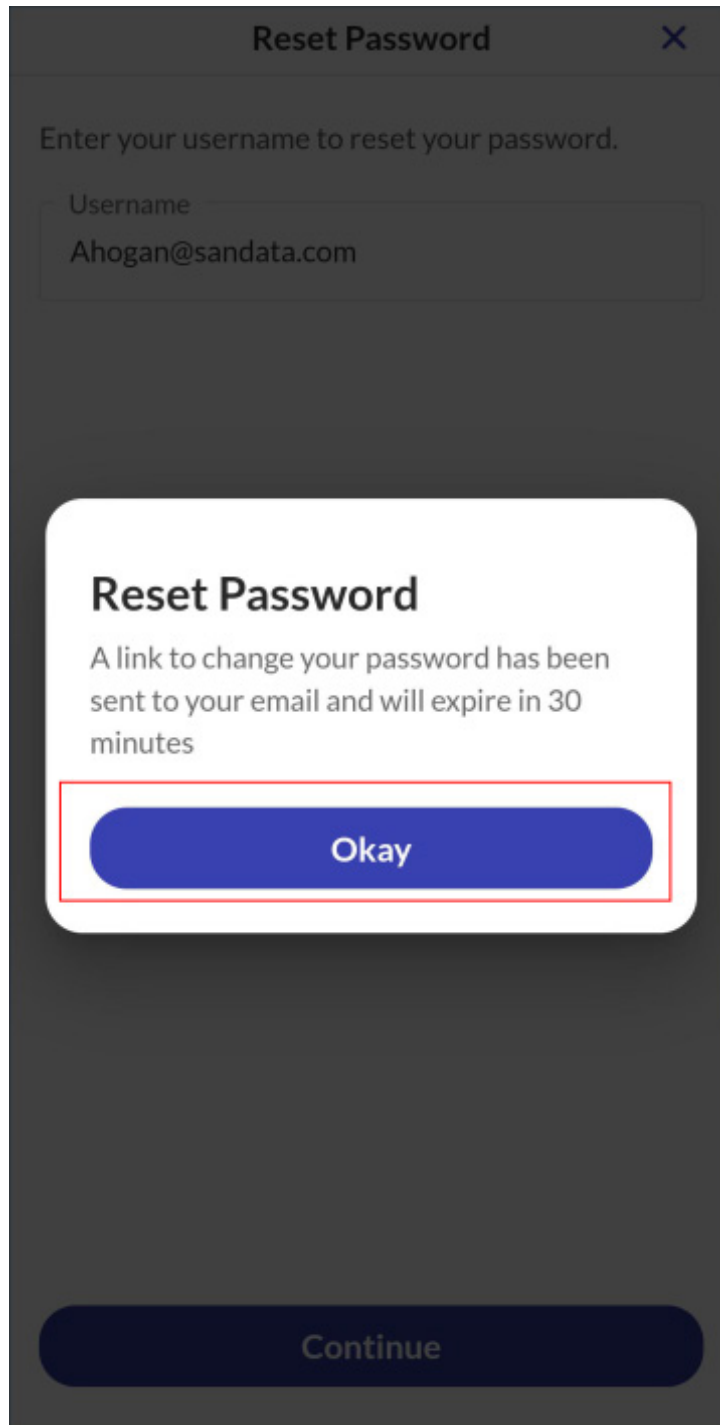 Reset Password
Enter your username to reset your password.
Username
Ahogan@sandata.com
Reset Password
A link to change your password has been
sent to your email and will expire in 30
minutes
Okay
Continue